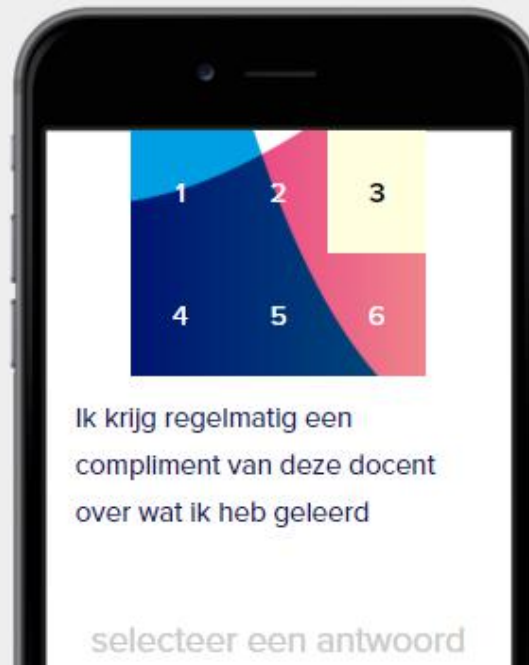 1 2 3
4 5 6
Ik krijg regelmatig een
compliment van deze docent
over wat ik heb geleerd
selecteer een antwoord